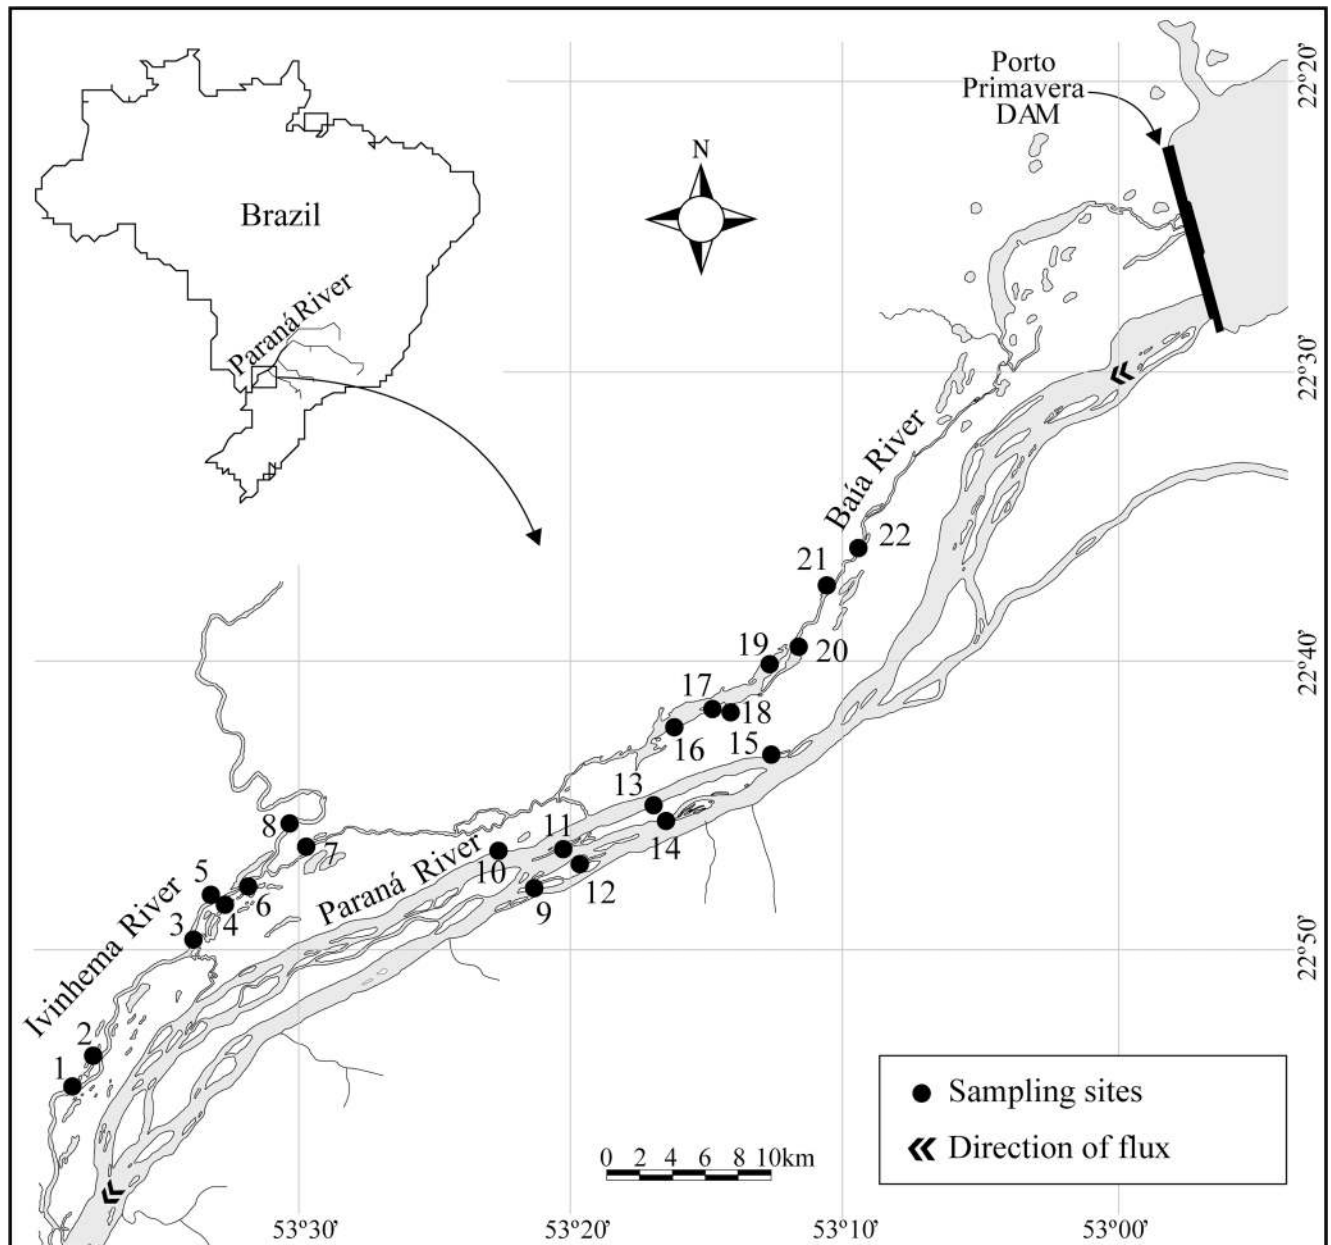 Porto
Primavera
DAM
22°20'
N
Brazil
Paraná River
22°30'
Baía River
22
21
20
19
22°40'
17
18
16
15
13
14
8
7
11
10
12
9
Paraná River
5
6
4
3
Ivinhema River
22°50'
2
1
Sampling sites
Direction of flux
0 2 4 6 8 10km
53°30' 53°20' 53°10' 53°00'